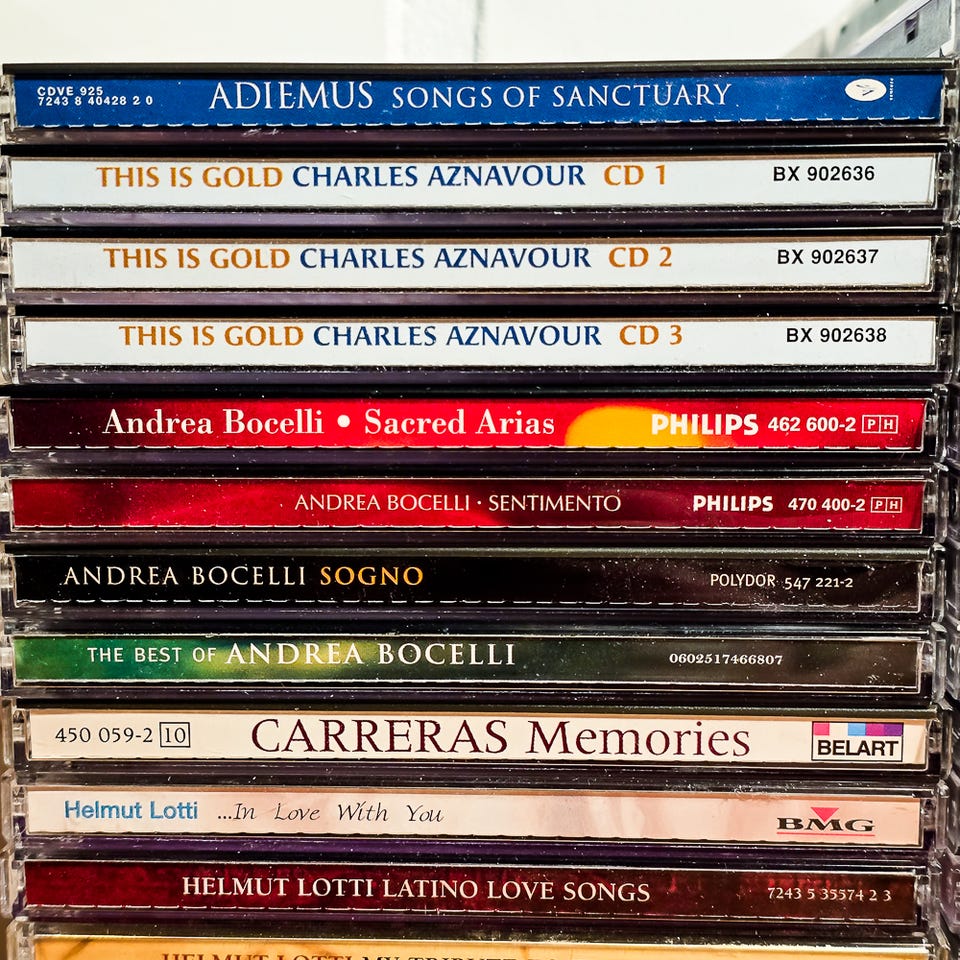 CDVE 925
7243 8 40428 2 0
ADIEMUS SONGS OF SANCTUARY
THIS IS GOLD CHARLES AZNAVOUR CD 1 BX 902636
THIS IS GOLD CHARLES AZNAVOUR CD 2 BX 902637
THIS IS GOLD CHARLES AZNAVOUR CD 3 BX 902638
Andrea Bocelli • Sacred Arias PHILIPS 462 600-2 PH
ANDREA BOCELLI · SENTIMENTO PHILIPS 470 400-2 PH
ANDREA BOCELLI SOGNO POLYDOR 547 221-2
THE BEST OF ANDREA BOCELLI 0602517466807
450 059-2 10 CARRERAS Memories BELART
Helmut Lotti ...In Love With You BMG
HELMUT LOTTI LATINO LOVE SONGS 7243 5 35574 2 3
HELMUT LOTTI MY TRIBUTE